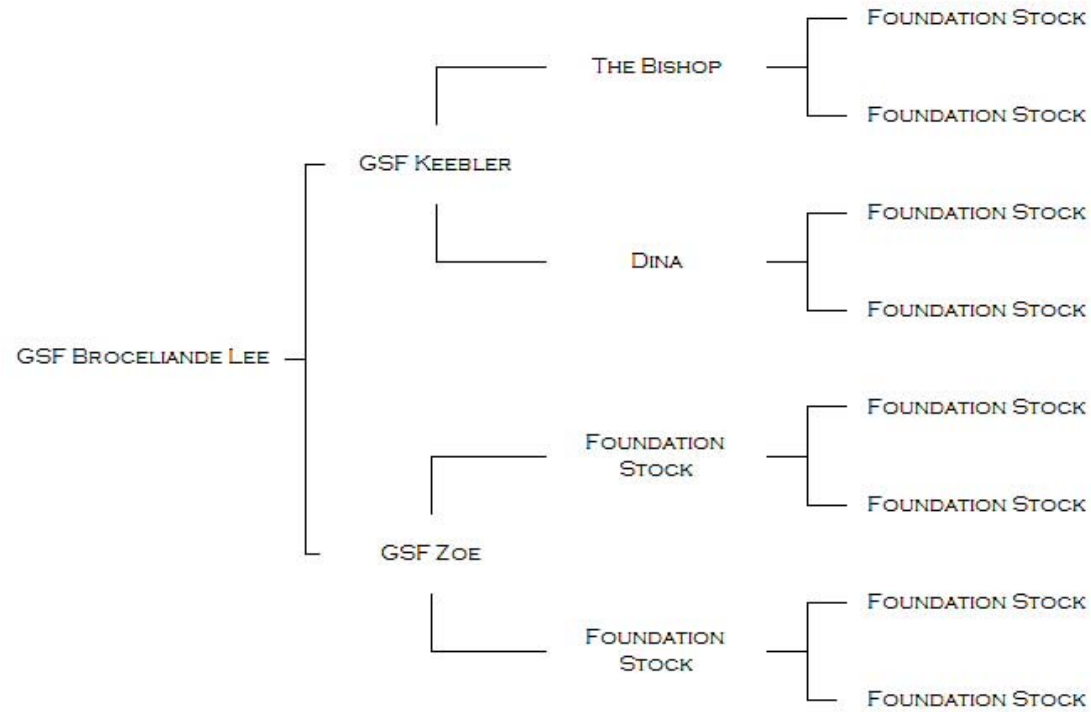 Foundation Stock
The Bishop
Foundation Stock
GSF Keebler
Foundation Stock
Dina
Foundation Stock
GSF Broceliande Lee
Foundation Stock
Foundation
Stock
Foundation Stock
GSF Zoe
Foundation Stock
Foundation
Stock
Foundation Stock